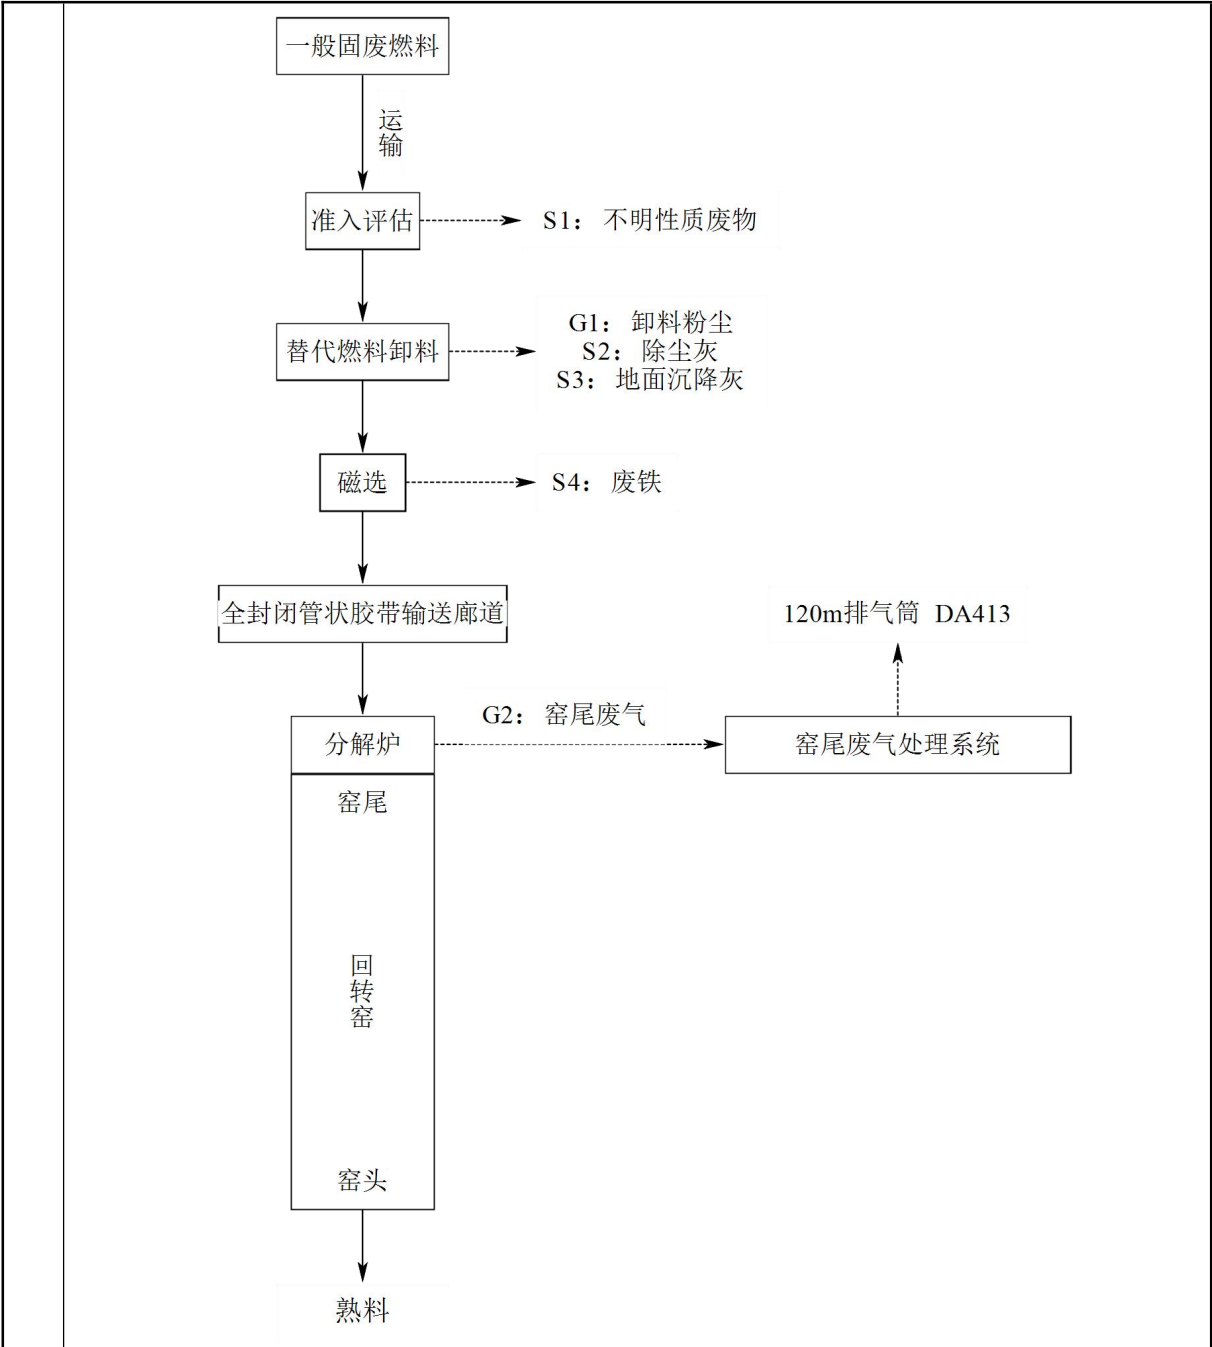 一般固废燃料
运输
准入评估
S1： 不明性质废物
G1： 卸料粉尘
替代燃料卸料
S2： 除尘灰
S3： 地面沉降灰
磁选
S4： 废铁
全封闭管状胶带输送廊道
120m排气筒 DA413
G2： 窑尾废气
分解炉
窑尾废气处理系统
窑尾
回转窑
窑头
熟料